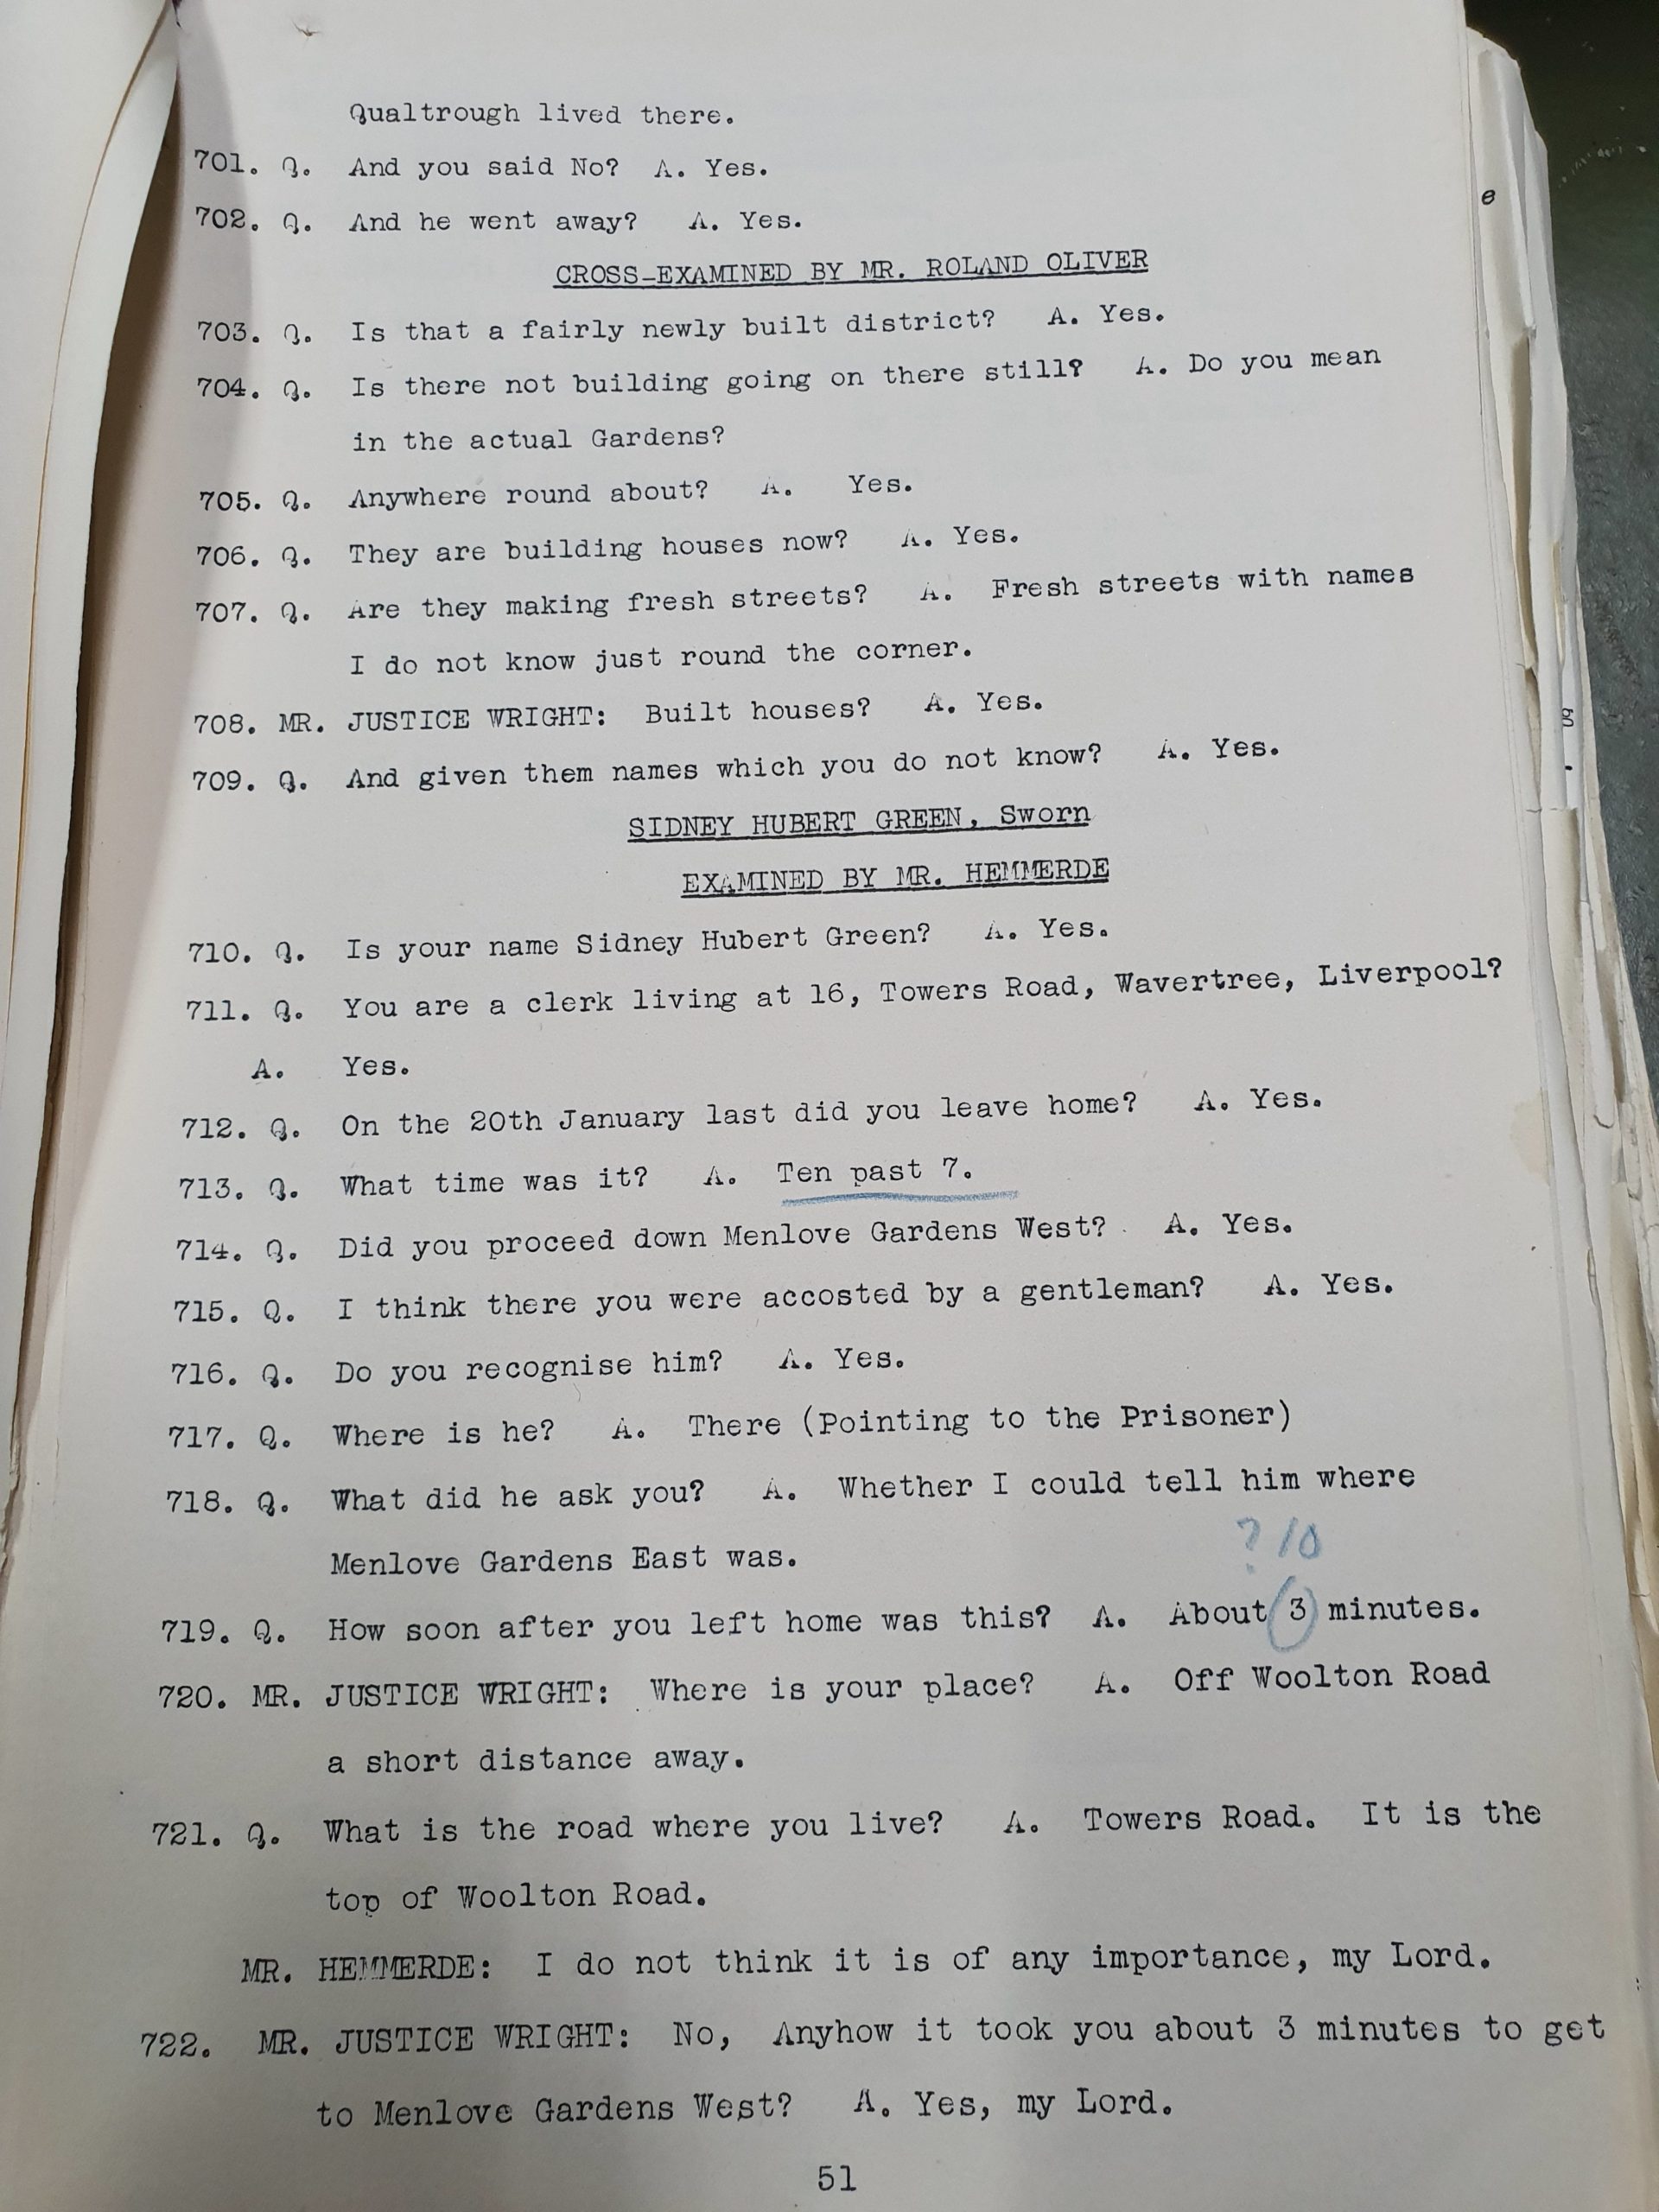 Qualtrough lived there.
701. Q. And you said No? A. Yes.
702. Q. And he went away? A. Yes.
CROSS-EXAMINED BY MR. ROLAND OLIVER
703. Q. Is that a fairly newly built district? A. Yes.
704. Q. Is there not building going on there still? A. Do you mean
in the actual Gardens?
705. Q. Anywhere round about? A. Yes.
706. Q. They are building houses now? A. Yes.
707. Q. Are they making fresh streets? A. Fresh streets with names
I do not know just round the corner.
708. MR. JUSTICE WRIGHT: Built houses? A. Yes.
709. Q. And given them names which you do not know? A. Yes.
SIDNEY HUBERT GREEN, Sworn
EXAMINED BY MR. HEMMERDE
710. Q. Is your name Sidney Hubert Green? A. Yes.
711. Q. You are a clerk living at 16, Towers Road, Wavertree, Liverpool?
A. Yes.
712. Q. On the 20th January last did you leave home? A. Yes.
713. Q. What time was it? A. Ten past 7.
714. Q. Did you proceed down Menlove Gardens West? A. Yes.
715. Q. I think there you were accosted by a gentleman? A. Yes.
716. Q. Do you recognise him? A. Yes.
717. Q. Where is he? A. There (Pointing to the Prisoner)
718. Q. What did he ask you? A. Whether I could tell him where
? 10
Menlove Gardens East was.
719. Q. How soon after you left home was this? A. About 3 minutes.
720. MR. JUSTICE WRIGHT: Where is your place? A. Off Woolton Road
a short distance away.
721. Q. What is the road where you live? A. Towers Road. It is the
top of Woolton Road.
MR. HEMMERDE: I do not think it is of any importance, my Lord.
722. MR. JUSTICE WRIGHT: No, Anyhow it took you about 3 minutes to get
to Menlove Gardens West? A. Yes, my Lord.
51
e
g
.